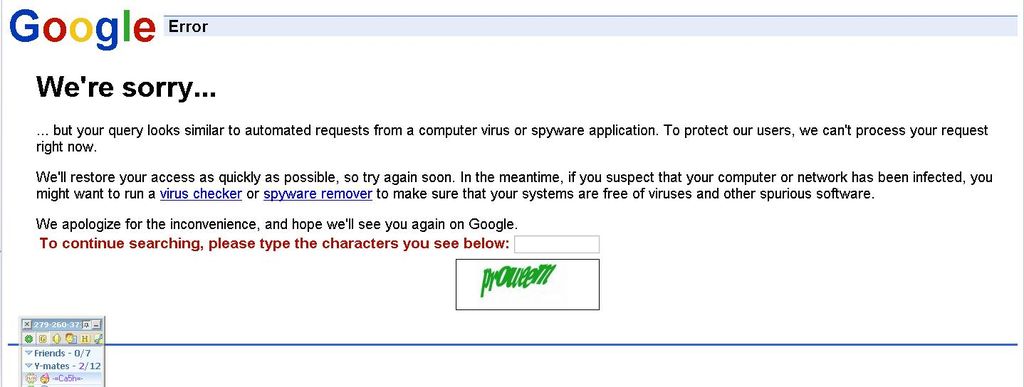 Google Error
We're sorry...
... but your query looks similar to automated requests from a computer virus or spyware application. To protect our users, we can't process your request
right now.
We'll restore your access as quickly as possible, so try again soon. In the meantime, if you suspect that your computer or network has been infected, you
might want to run a virus checker or spyware remover to make sure that your systems are free of viruses and other spurious software.
We apologize for the inconvenience, and hope we'll see you again on Google.
To continue searching, please type the characters you see below:
279-260-37
Friends - 0/7
Y-mates - 2/12
-=Ca5h=-